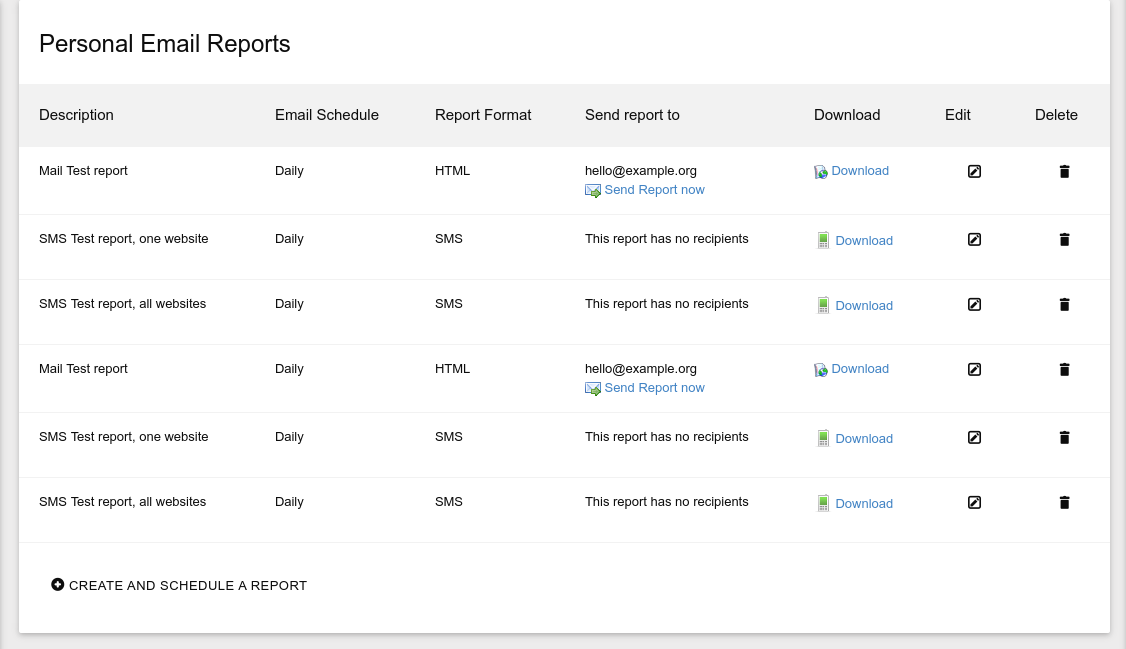 Personal Email Reports
Description Email Schedule Report Format Send report to Download Edit Delete
Mail Test report Daily HTML hello@example.org Download
Send Report now
SMS Test report, one website Daily SMS This report has no recipients Download
SMS Test report, all websites Daily SMS This report has no recipients Download
Mail Test report Daily HTML hello@example.org Download
Send Report now
SMS Test report, one website Daily SMS This report has no recipients Download
SMS Test report, all websites Daily SMS This report has no recipients Download
CREATE AND SCHEDULE A REPORT